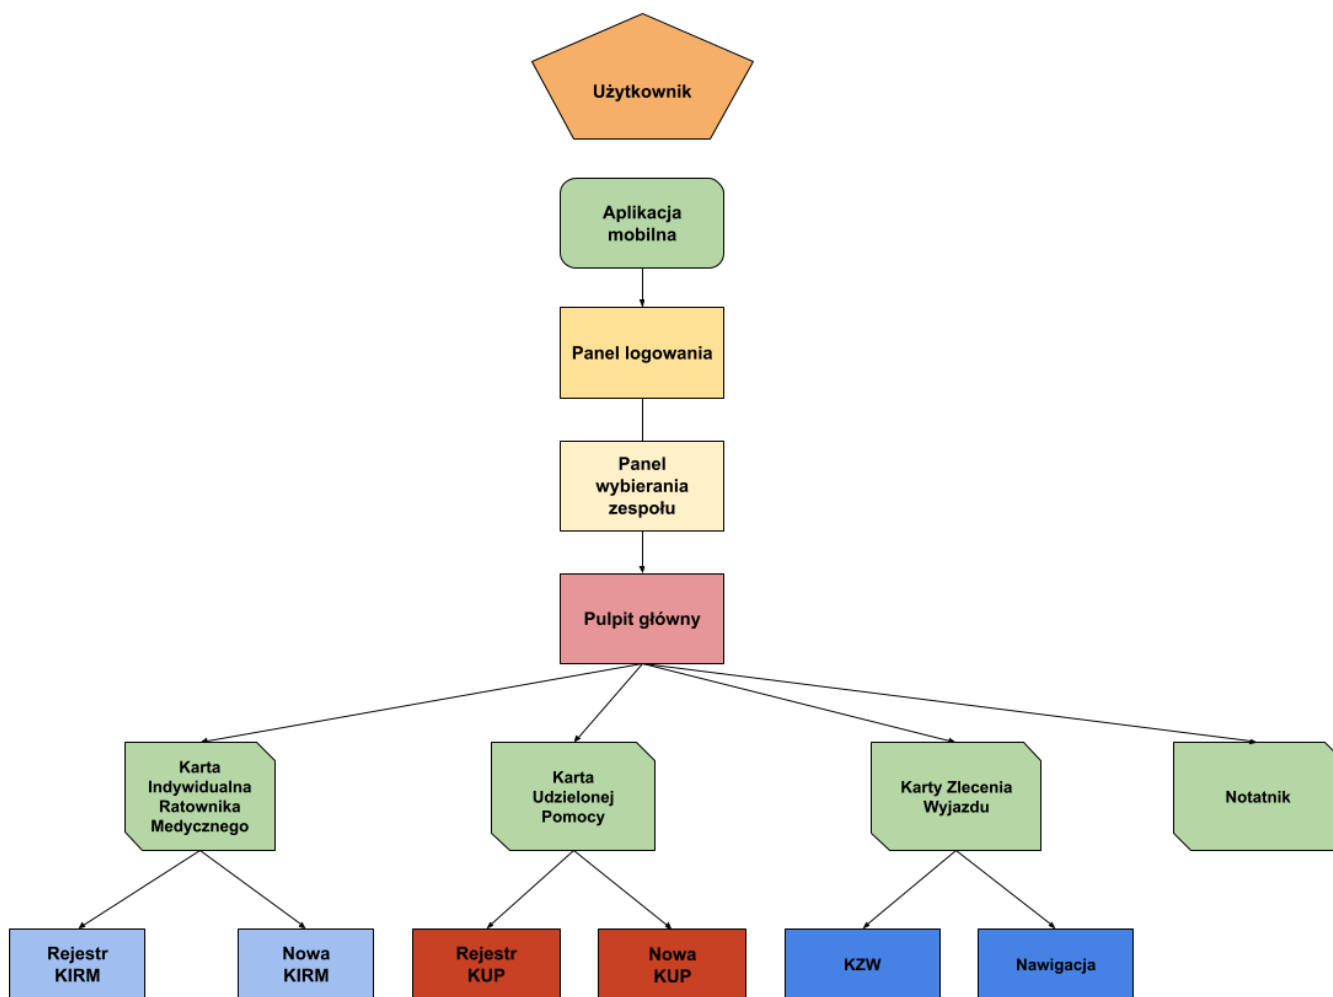 Użytkownik
Aplikacja
mobilna
Panel logowania
Panel
wybierania
zespołu
Pulpit główny
Karta
Indywidualna
Ratownika
Medycznego
Karta
Udzielonej
Pomocy
Karty Zlecenia
Wyjazdu
Notatnik
Rejestr
KIRM
Nowa
KIRM
Rejestr
KUP
Nowa
KUP
KZW
Nawigacja